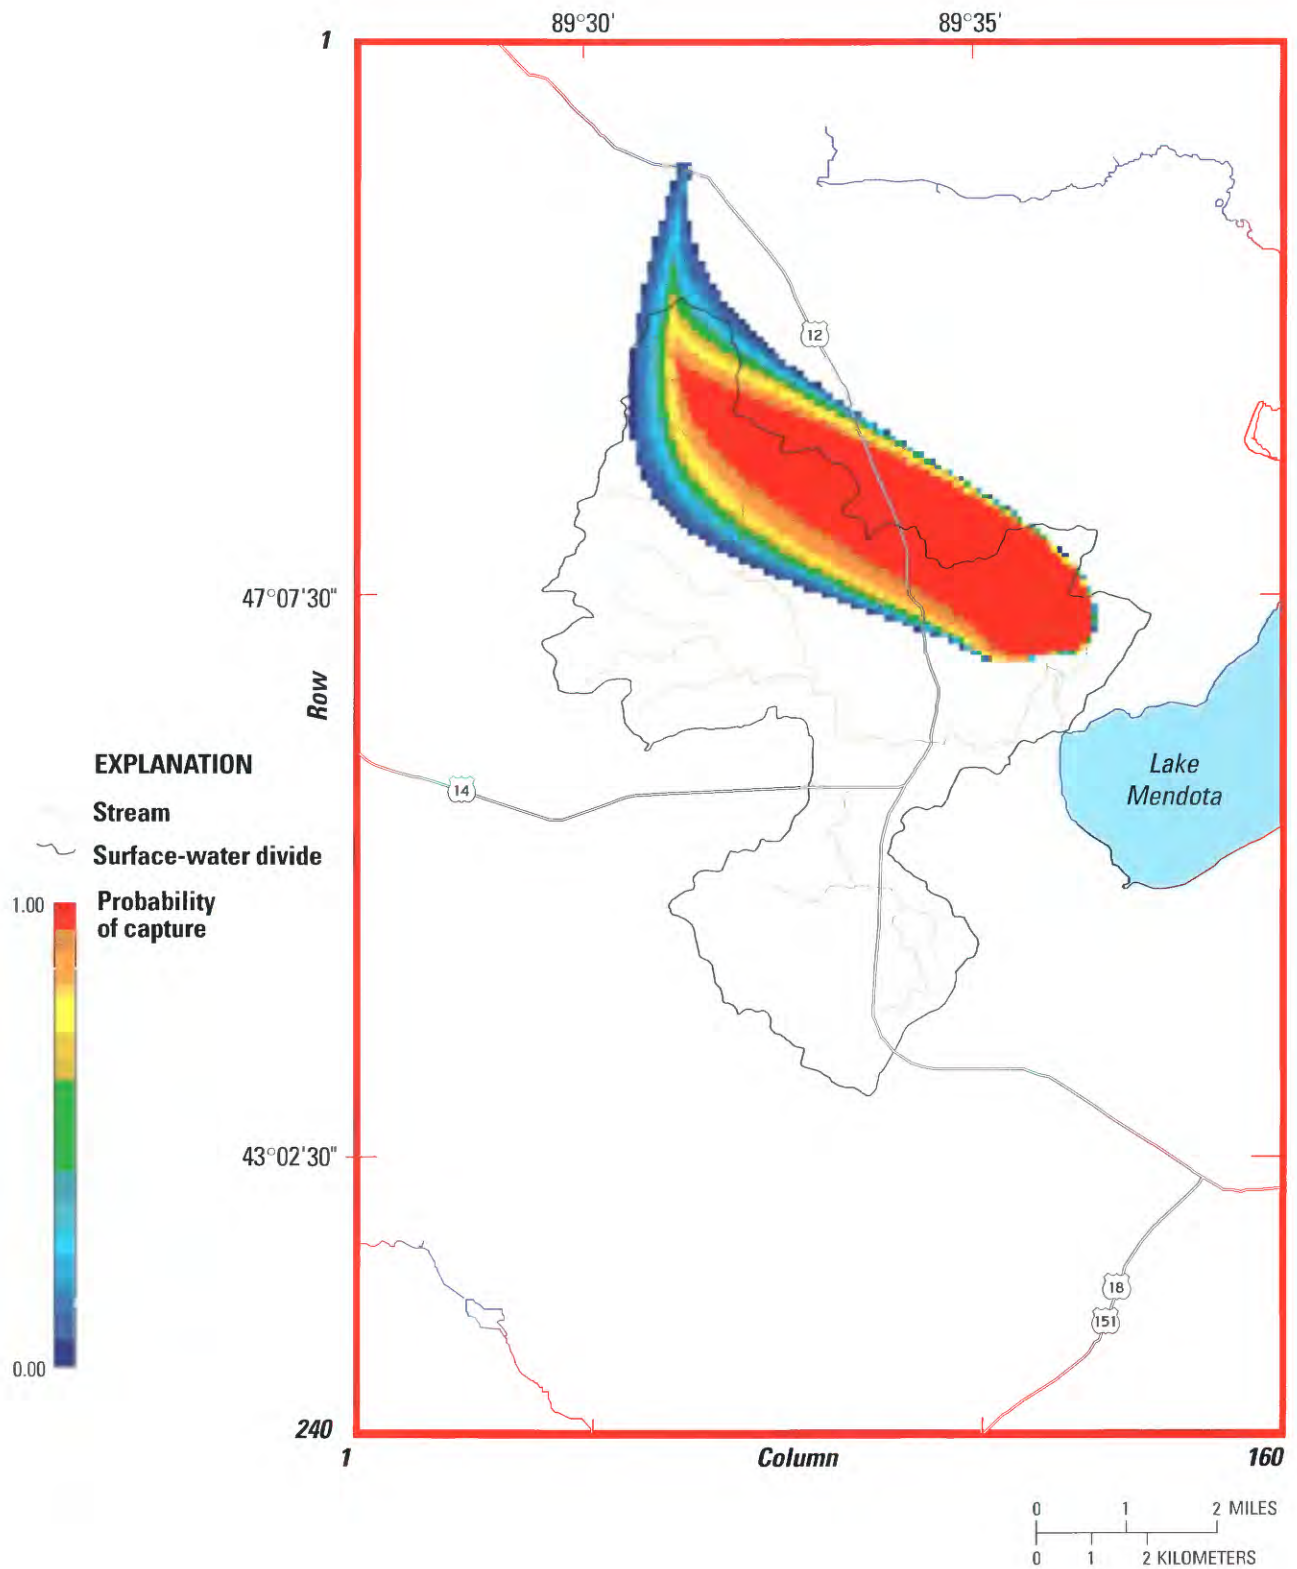 89°30' 89°35'
1
12
47°07'30"
Row
EXPLANATION
Stream
Surface-water divide
Probability
of capture
1.00
0.00
14
Lake
Mendota
43°02'30"
18
151
240
1 Column 160
0 1 2 MILES
0 1 2 KILOMETERS